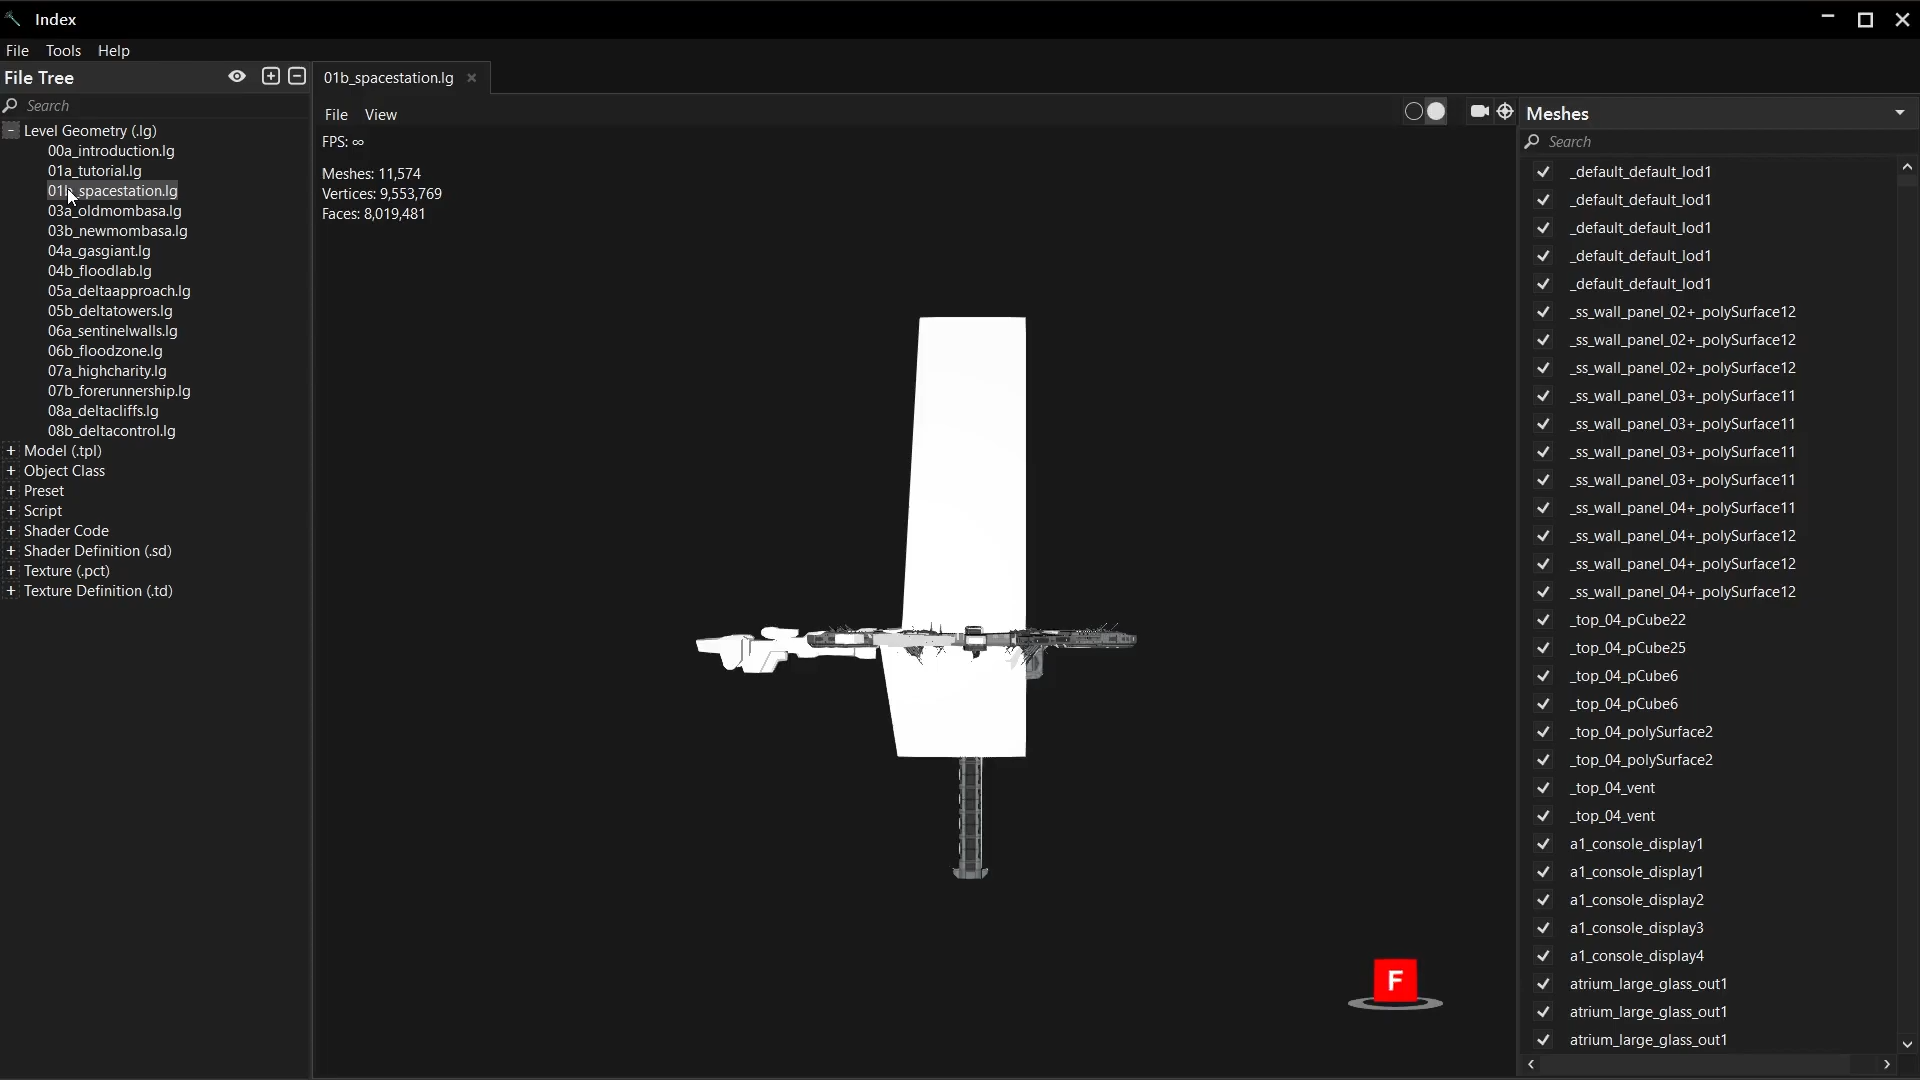 Index
File Tools Help
File Tree
Search
Level Geometry (.lg)
00a_introduction.lg
01a_tutorial.lg
01b_spacestation.lg
03a_oldmombasa.lg
03b_newmombasa.lg
04a_gasgiant.lg
04b_floodlab.lg
05a_deltaapproach.lg
05b_deltatowers.lg
06a_sentinelwalls.lg
06b_floodzone.lg
07a_highcharity.lg
07b_forerunnership.lg
08a_deltacliffs.lg
08b_deltacontrol.lg
Model (.tpl)
Object Class
Preset
Script
Shader Code
Shader Definition (.sd)
Texture (.pct)
Texture Definition (.td)
01b_spacestation.lg
File View
FPS: ∞
Meshes: 11,574
Vertices: 9,553,769
Faces: 8,019,481
F
Meshes
Search
_default_default_lod1
_default_default_lod1
_default_default_lod1
_default_default_lod1
_default_default_lod1
_ss_wall_panel_02+_polySurface12
_ss_wall_panel_02+_polySurface12
_ss_wall_panel_02+_polySurface12
_ss_wall_panel_03+_polySurface11
_ss_wall_panel_03+_polySurface11
_ss_wall_panel_03+_polySurface11
_ss_wall_panel_03+_polySurface11
_ss_wall_panel_04+_polySurface11
_ss_wall_panel_04+_polySurface12
_ss_wall_panel_04+_polySurface12
_ss_wall_panel_04+_polySurface12
_top_04_pCube22
_top_04_pCube25
_top_04_pCube6
_top_04_pCube6
_top_04_polySurface2
_top_04_polySurface2
_top_04_vent
_top_04_vent
a1_console_display1
a1_console_display1
a1_console_display2
a1_console_display3
a1_console_display4
atrium_large_glass_out1
atrium_large_glass_out1
atrium_large_glass_out1